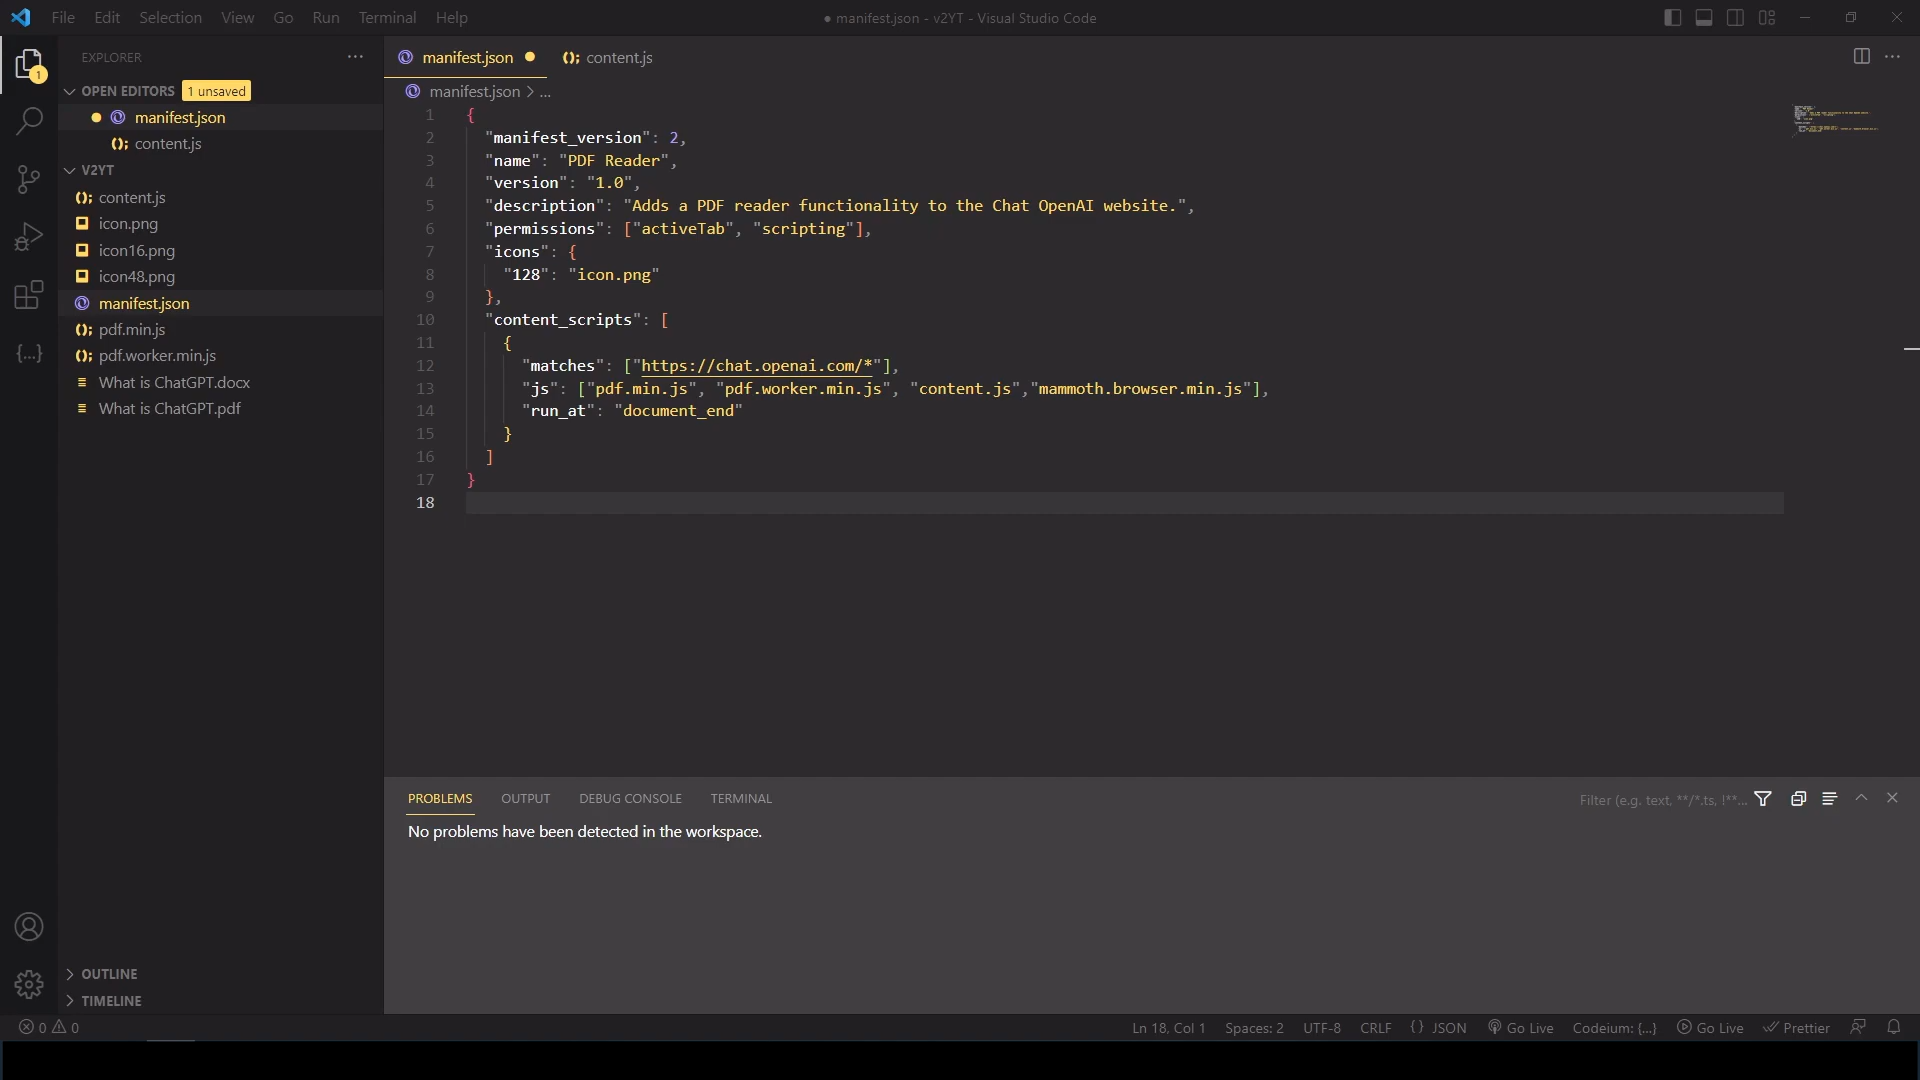 File Edit Selection View Go Run Terminal Help
● manifest.json - v2YT - Visual Studio Code
1
EXPLORER
OPEN EDITORS 1 unsaved
manifest.json
content.js
V2YT
content.js
icon.png
icon16.png
icon48.png
manifest.json
pdf.min.js
pdf.worker.min.js
What is ChatGPT.docx
What is ChatGPT.pdf
OUTLINE
TIMELINE
manifest.json content.js
manifest.json > ...
1 {
2 "manifest_version": 2,
3 "name": "PDF Reader",
4 "version": "1.0",
5 "description": "Adds a PDF reader functionality to the Chat OpenAI website.",
6 "permissions": ["activeTab", "scripting"],
7 "icons": {
8 "128": "icon.png"
9 },
10 "content_scripts": [
11 {
12 "matches": ["https://chat.openai.com/*"],
13 "js": ["pdf.min.js", "pdf.worker.min.js", "content.js","mammoth.browser.min.js"],
14 "run_at": "document_end"
15 }
16 ]
17 }
18
PROBLEMS OUTPUT DEBUG CONSOLE TERMINAL
Filter (e.g. text, **/*.ts, !**...
No problems have been detected in the workspace.
0 0
Ln 18, Col 1 Spaces: 2 UTF-8 CRLF {} JSON Go Live Codeium: {...} Go Live Prettier